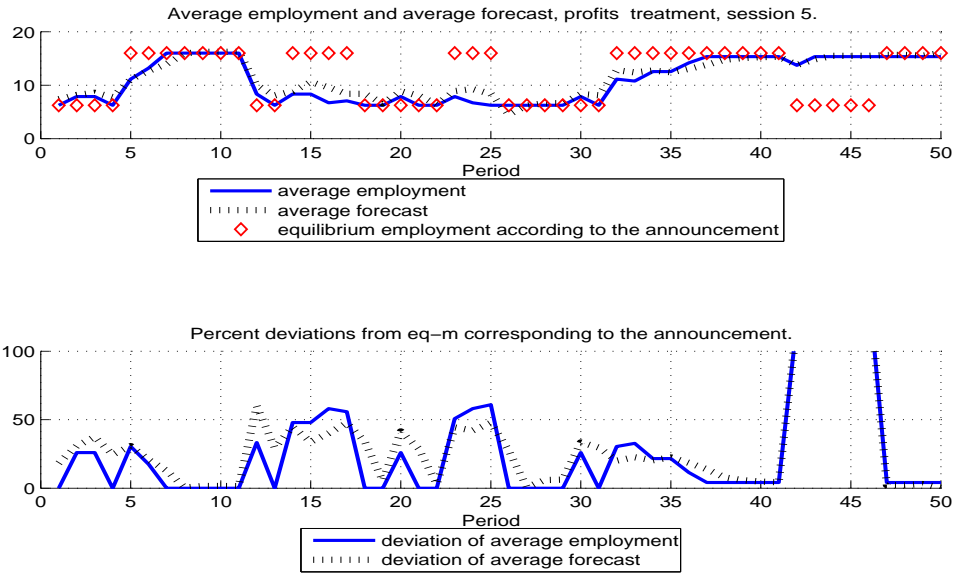 Average employment and average forecast, profits treatment, session 5.
20
10
0
0 5 10 15 20 25 30 35 40 45 50
Period
average employment
average forecast
equilibrium employment according to the announcement
Percent deviations from eq−m corresponding to the announcement.
100
50
0
0 5 10 15 20 25 30 35 40 45 50
Period
deviation of average employment
deviation of average forecast